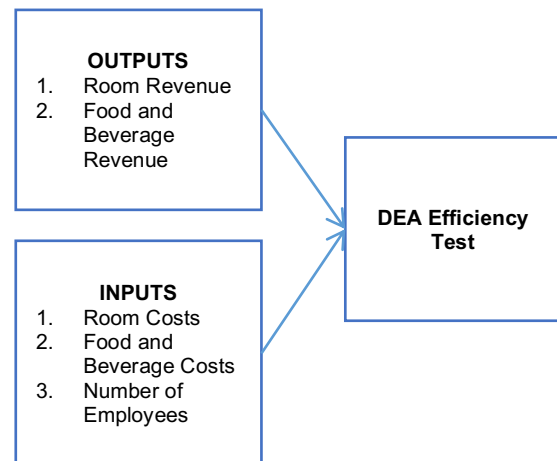 OUTPUTS
1. Room Revenue
2. Food and
Beverage
Revenue
DEA Efficiency
Test
INPUTS
1. Room Costs
2. Food and
Beverage Costs
3. Number of
Employees